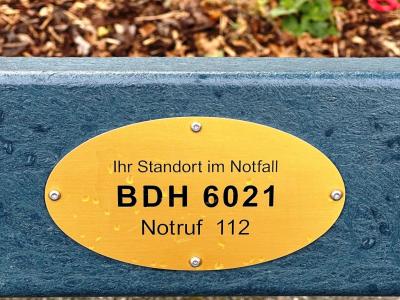 Ihr Standort im Notfall
BDH 6021
Notruf 112